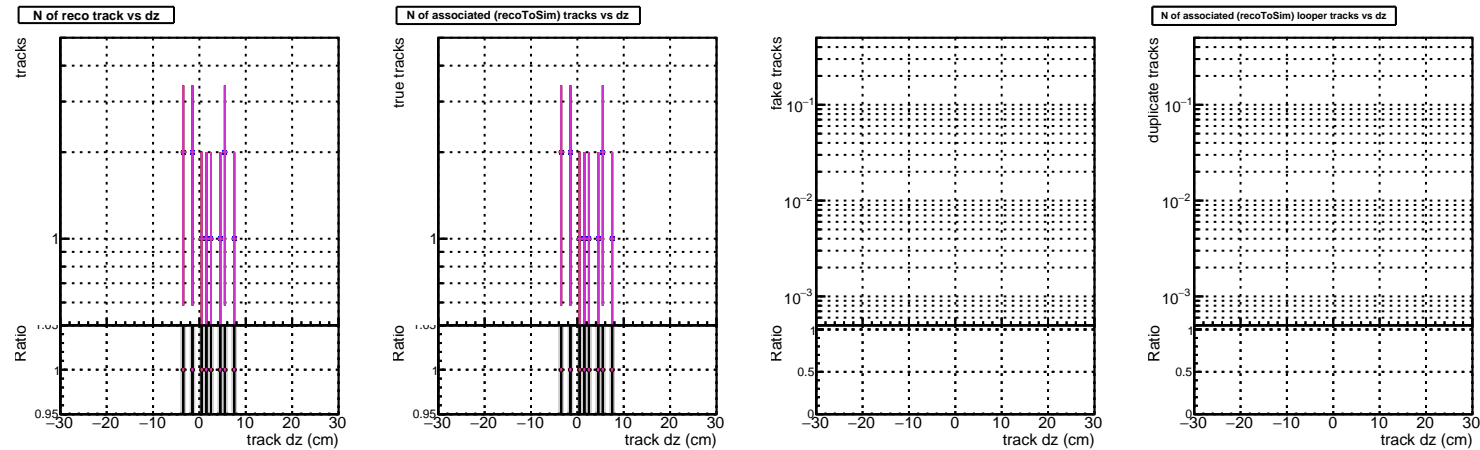 N of reco track vs dz
tracks
1
Ratio
1.05
1
0.95
−30 −20 −10 0 10 20 30
track dz (cm)
N of associated (recoToSim) tracks vs dz
true tracks
1
Ratio
1.05
1
0.95
−30 −20 −10 0 10 20 30
track dz (cm)
fake tracks
10−1
10−2
10−3
Ratio
1
0.5
0
−30 −20 −10 0 10 20 30
track dz (cm)
N of associated (recoToSim) looper tracks vs dz
duplicate tracks
10−1
10−2
10−3
Ratio
1
0.5
0
−30 −20 −10 0 10 20 30
track dz (cm)